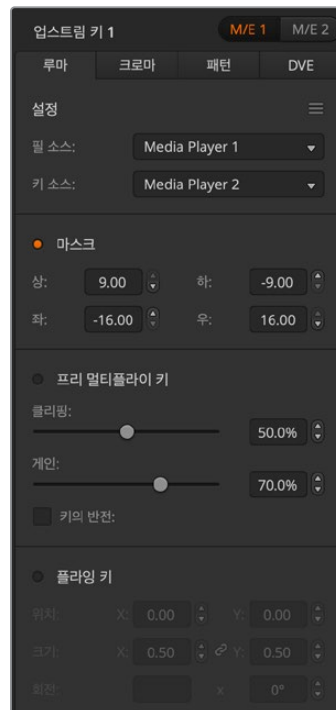 업스트림 키 1 M/E 1 M/E 2
루마 크로마 패턴 DVE
설정
필 소스: Media Player 1
키 소스: Media Player 2
마스크
상: 9.00 하: -9.00
좌: -16.00 우: 16.00
프리 멀티플라이 키
클리핑:
50.0%
게인:
70.0%
키의 반전:
플라잉 키
위치: X: 0.00 Y: 0.00
크기: X: 0.50 Y: 0.50
회전: x 0°